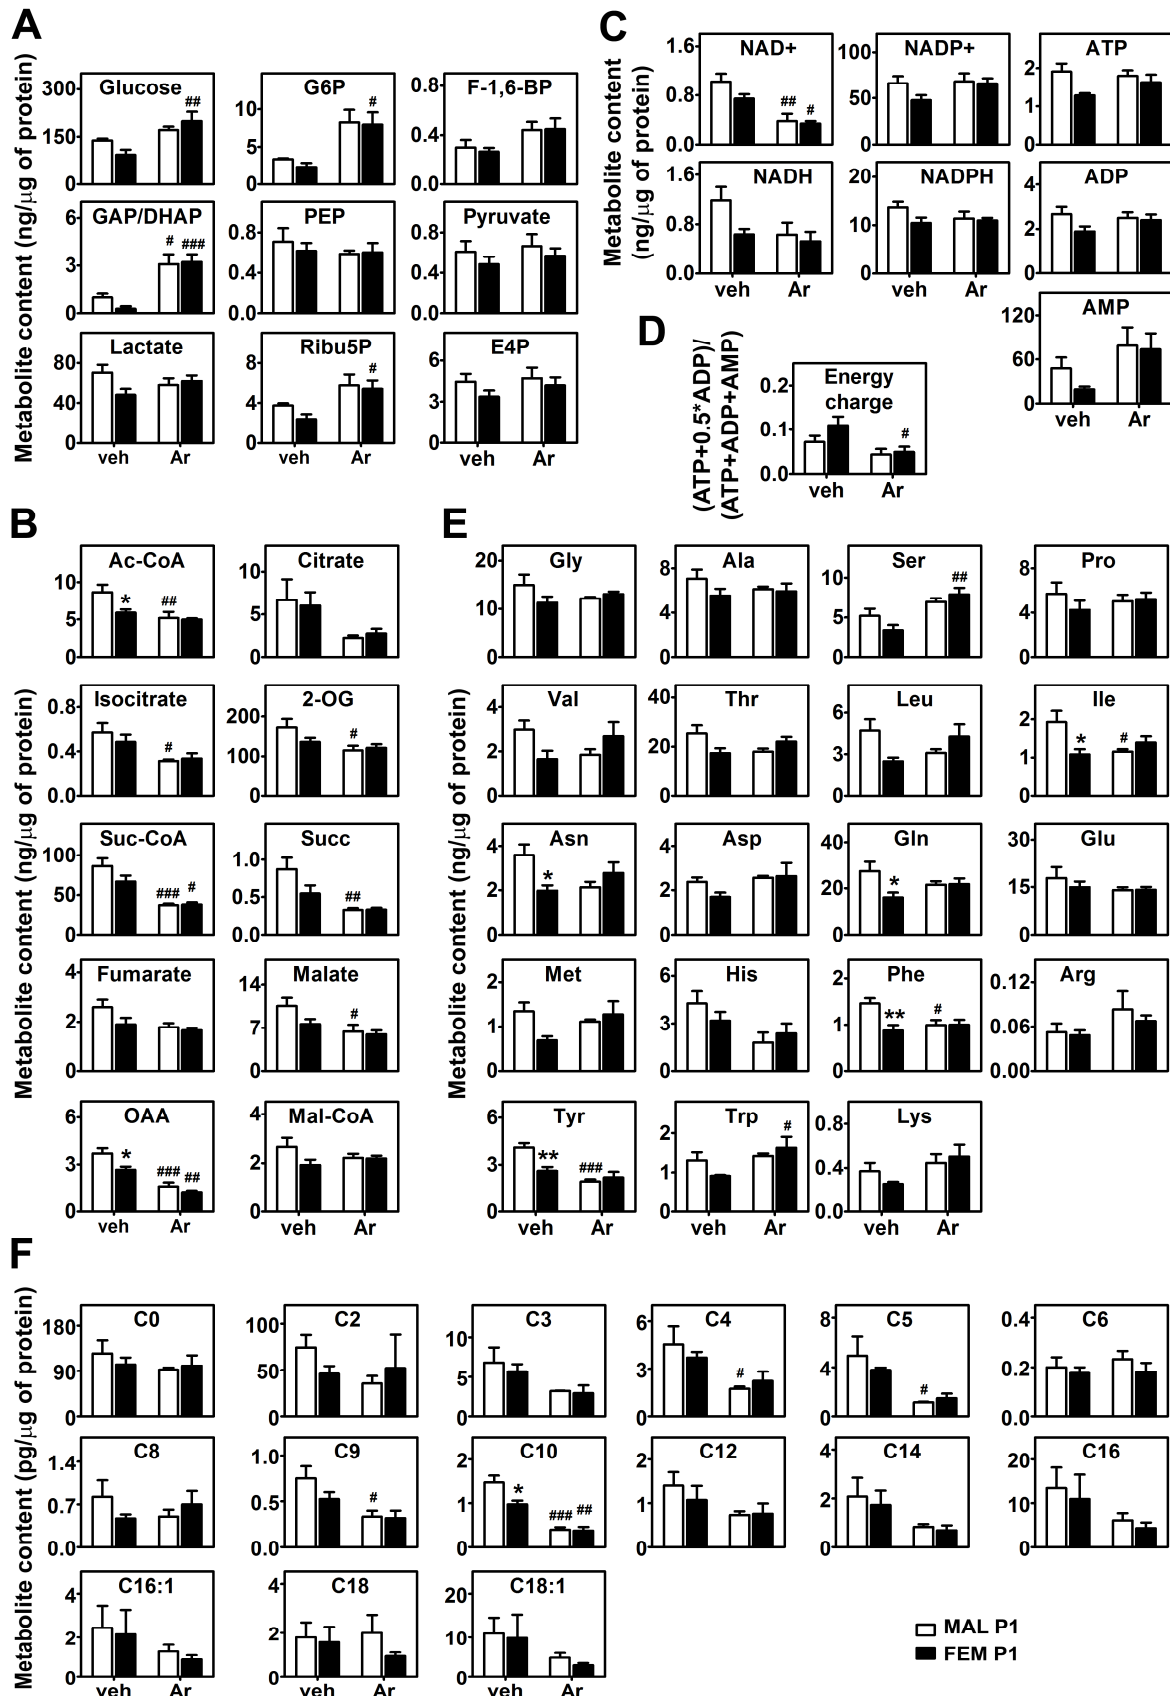 A
Metabolite content (ng/µg of protein)
Glucose
300
150
0
##
G6P
10
5
0
#
F-1,6-BP
0.8
0.4
0.0
GAP/DHAP
6
3
0
# ###
PEP
0.8
0.4
0.0
Pyruvate
0.8
0.4
0.0
Lactate
80
40
0
veh Ar
Ribu5P
8
4
0
#
veh Ar
E4P
6
3
0
veh Ar
C
Metabolite content
(ng/µg of protein)
NAD+
1.6
0.8
0.0
## #
NADP+
100
50
0
ATP
2
1
0
NADH
1.6
0.8
0.0
veh Ar
NADPH
20
10
0
veh Ar
ADP
4
2
0
AMP
120
60
0
veh Ar
D
(ATP+0.5*ADP)/
(ATP+ADP+AMP)
Energy
charge
0.2
0.1
0.0
#
veh Ar
B
Metabolite content (ng/µg of protein)
Ac-CoA
10
5
0
* ##
Citrate
10
5
0
Isocitrate
0.8
0.4
0.0
#
2-OG
200
100
0
#
Suc-CoA
100
50
0
### #
Succ
1.0
0.5
0.0
##
Fumarate
4
2
0
Malate
14
7
0
#
OAA
6
3
0
* ### ##
veh Ar
Mal-CoA
4
2
0
veh Ar
E
Metabolite content (ng/µg of protein)
Gly
20
10
0
Ala
8
4
0
Ser
10
5
0
##
Pro
8
4
0
Val
4
2
0
Thr
40
20
0
Leu
6
3
0
Ile
2
1
0
* #
Asn
4
2
0
*
Asp
4
2
0
Gln
40
20
0
*
Glu
30
15
0
Met
2
1
0
His
6
3
0
Phe
2
1
0
** #
Arg
0.12
0.06
0.00
Tyr
6
3
0
** ###
veh Ar
Trp
2
1
0
#
veh Ar
Lys
0.8
0.4
0.0
veh Ar
F
Metabolite content (pg/µg of protein)
C0
180
90
0
C2
100
50
0
C3
10
5
0
C4
6
3
0
#
C5
8
4
0
#
C6
0.4
0.2
0.0
C8
1.4
0.7
0.0
C9
1.0
0.5
0.0
#
C10
2
1
0
* ### ##
C12
2
1
0
C14
4
2
0
C16
20
10
0
C16:1
4
2
0
veh Ar
C18
4
2
0
veh Ar
C18:1
20
10
0
veh Ar
MAL P1
FEM P1